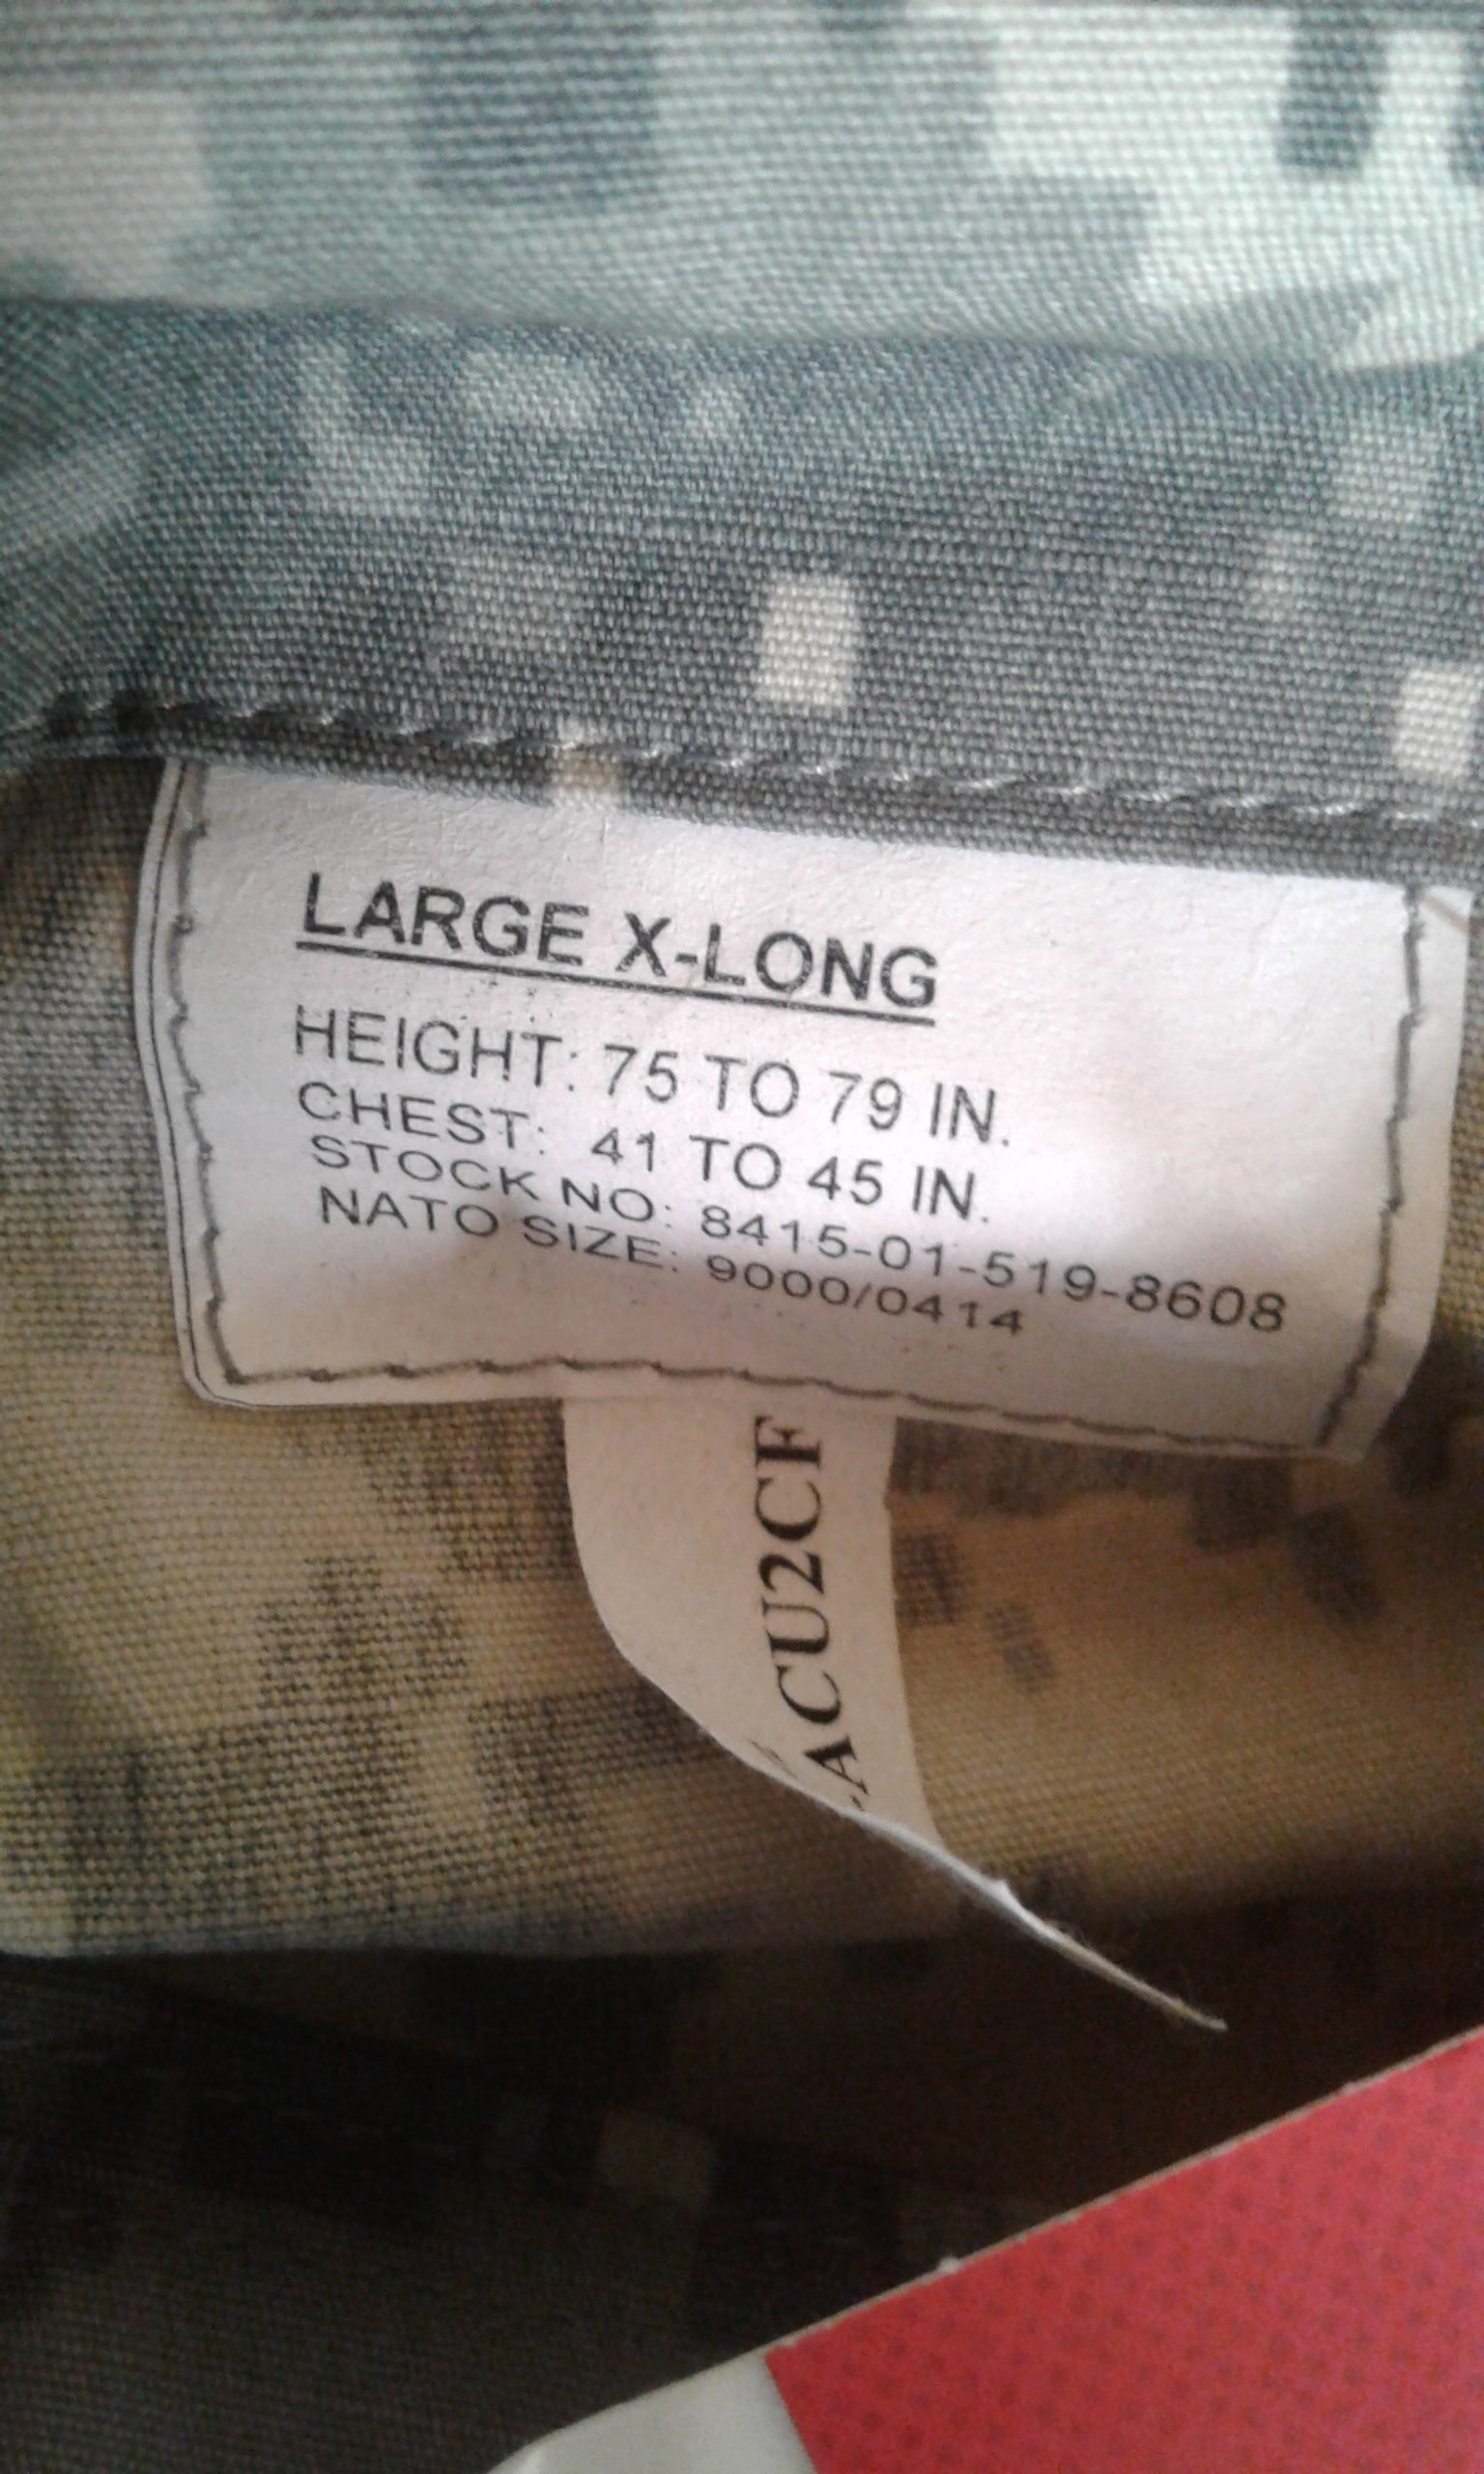 LARGE X-LONG
HEIGHT: 75 TO 79 IN.
CHEST: 41 TO 45 IN.
STOCK NO: 8415-01-519-8608
NATO SIZE: 9000/0414
-ACU2CF